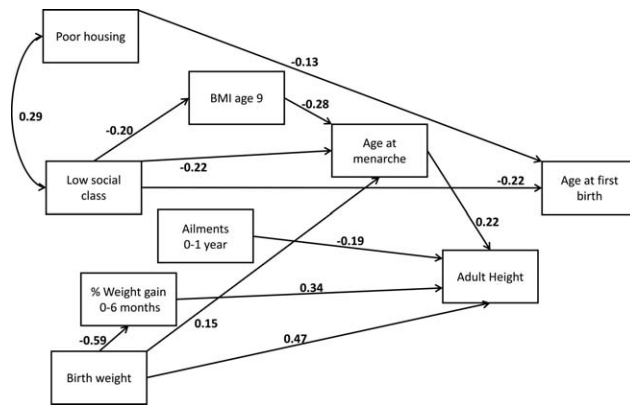 Poor housing
-0.13
BMI age 9
-0.28
0.29
-0.20
Age at
menarche
Low social
class
-0.22
-0.22
Age at first
birth
Ailments
0-1 year
0.22
-0.19
Adult Height
% Weight gain
0-6 months
0.34
0.15
-0.59
0.47
Birth weight